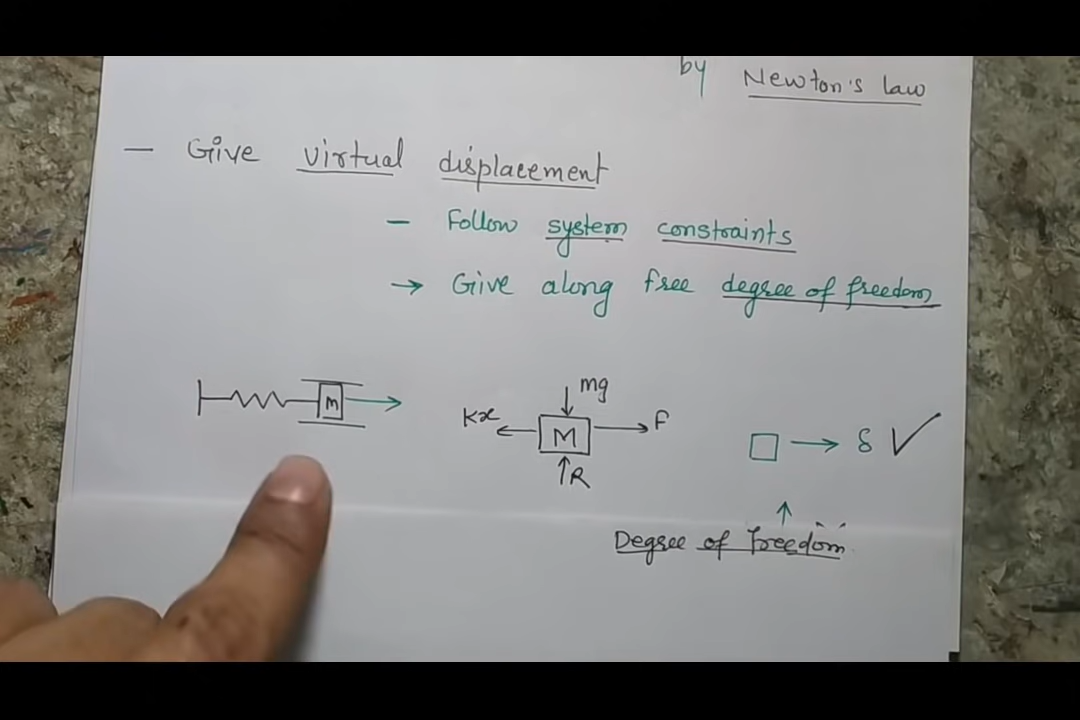 by Newton's law
— Give virtual displacement
— Follow system constraints
→ Give along free degree of freedom
m
mg
Kx
M
F
R
δ
Degree of freedom